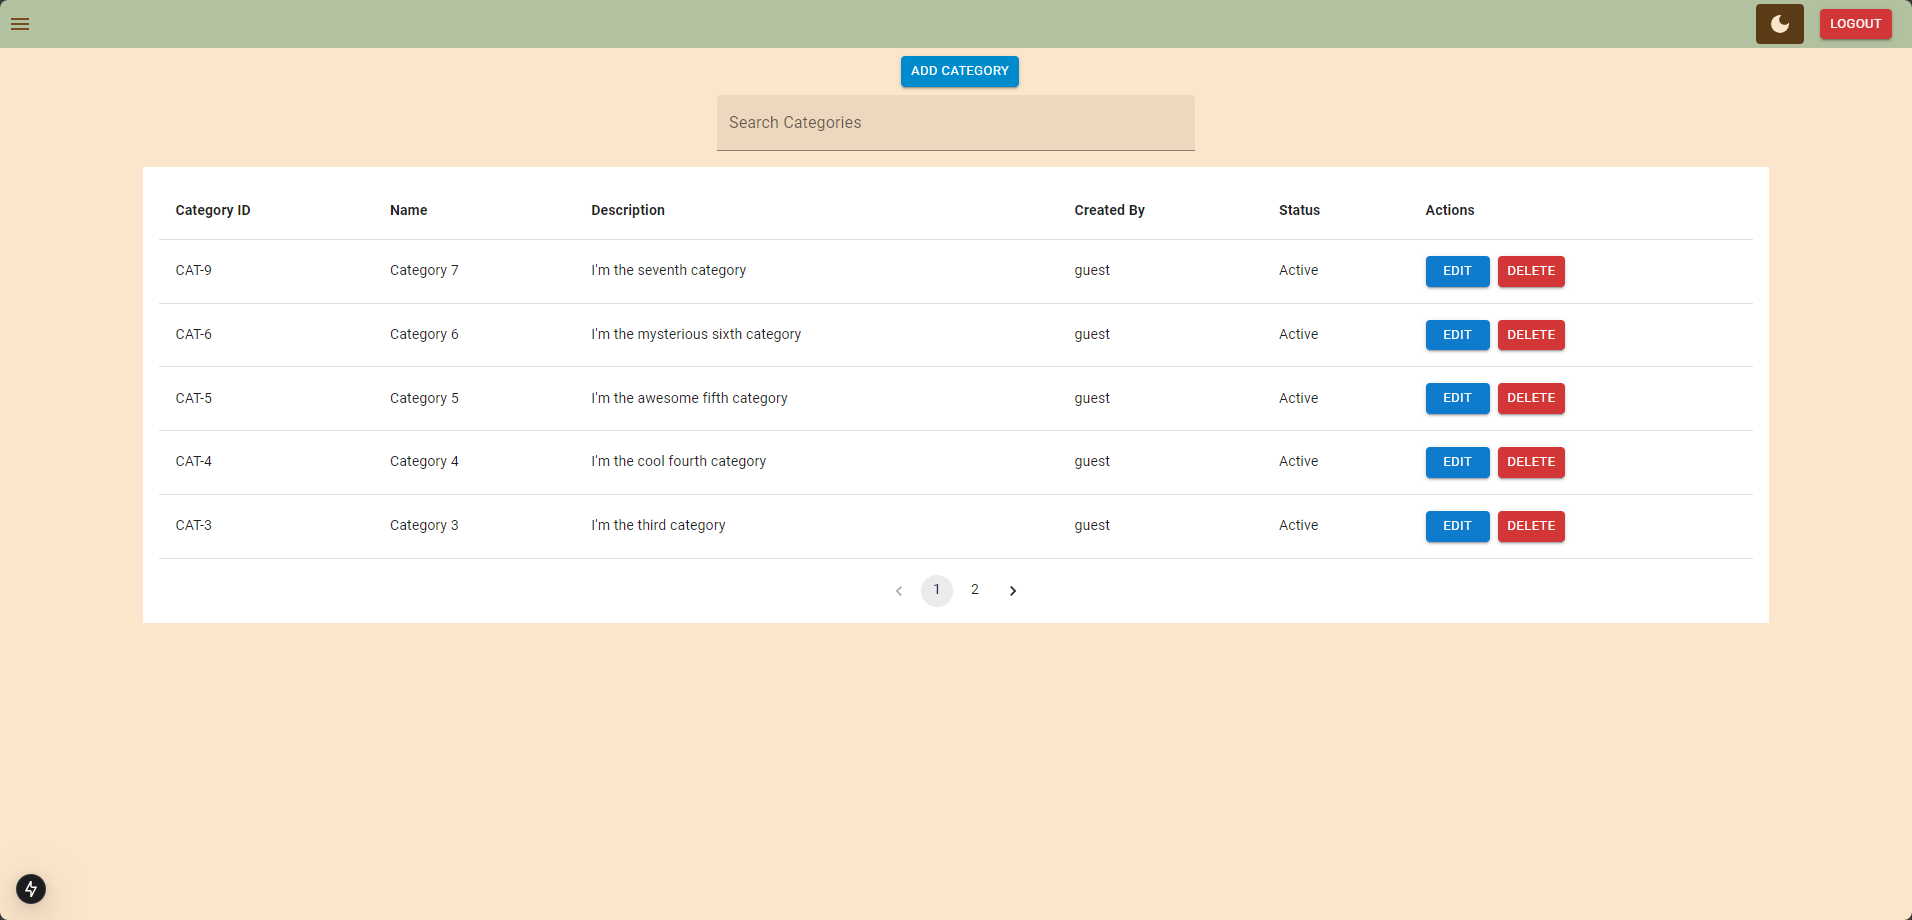 LOGOUT
ADD CATEGORY
Search Categories
Category ID Name Description Created By Status Actions
CAT-9 Category 7 I'm the seventh category guest Active EDIT DELETE
CAT-6 Category 6 I'm the mysterious sixth category guest Active EDIT DELETE
CAT-5 Category 5 I'm the awesome fifth category guest Active EDIT DELETE
CAT-4 Category 4 I'm the cool fourth category guest Active EDIT DELETE
CAT-3 Category 3 I'm the third category guest Active EDIT DELETE
1 2